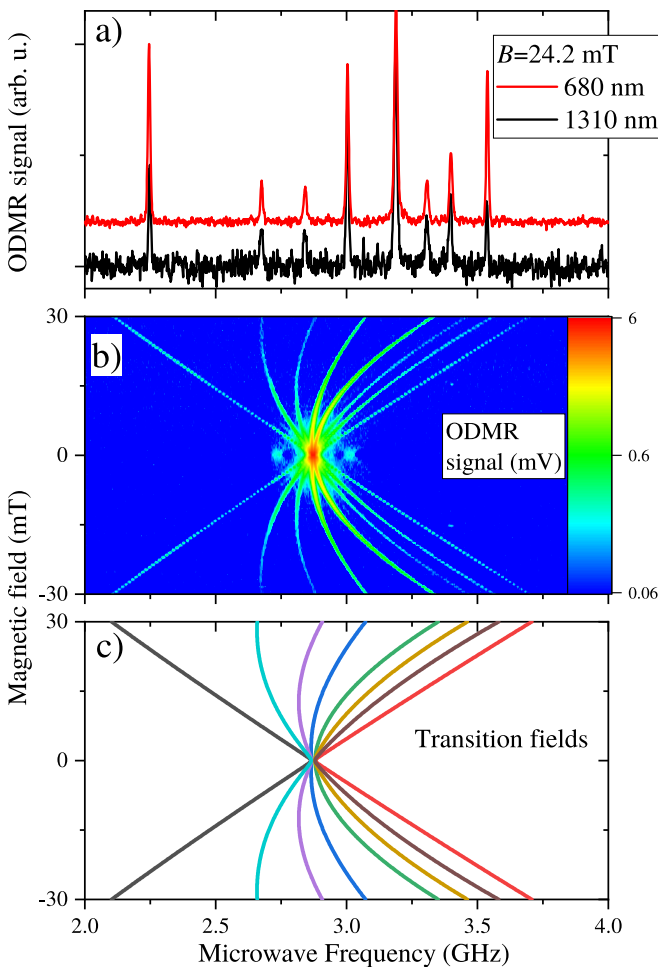 a)
B=24.2 mT
680 nm
1310 nm
ODMR signal (arb. u.)
30
b)
6
ODMR
signal (mV)
0
0.6
-30
0.06
Magnetic field (mT)
30
c)
Transition fields
0
-30
2.0 2.5 3.0 3.5 4.0
Microwave Frequency (GHz)